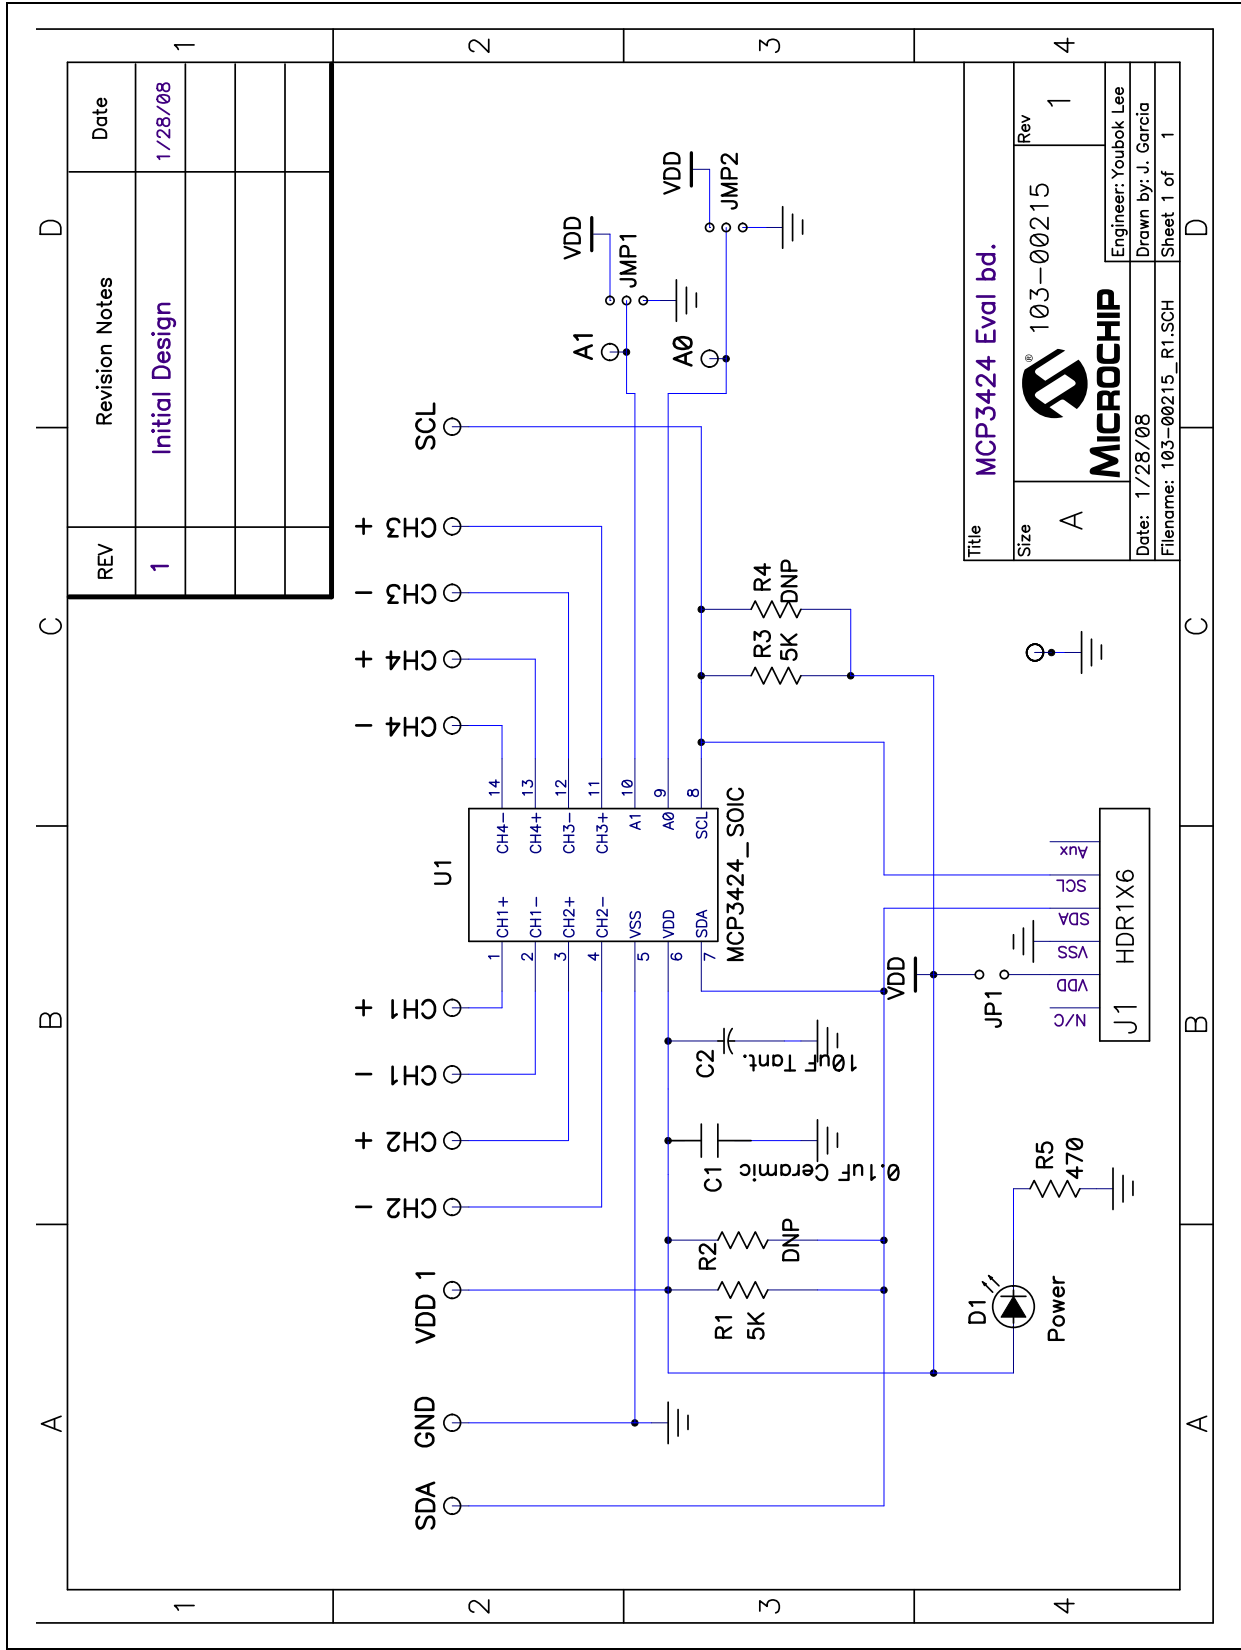 A
B
C
D
1
2
3
4
REV
Revision Notes
Date
1
Initial Design
1/28/08
SDA
GND
VDD 1
CH2 -
CH2 +
CH1 -
CH1 +
CH4 -
CH4 +
CH3 -
CH3 +
SCL
U1
1
CH1+
2
CH1-
3
CH2+
4
CH2-
5
VSS
6
VDD
7
SDA
14
CH4-
13
CH4+
12
CH3-
11
CH3+
10
A1
9
A0
8
SCL
MCP3424_SOIC
A1
VDD
JMP1
A0
VDD
JMP2
R1
5K
R2
DNP
C1
0.1uF Ceramic
C2
10uF Tant.
R3
5K
R4
DNP
VDD
JP1
D1
Power
R5
470
N/C
VDD
VSS
SDA
SCL
Aux
J1
HDR1X6
Title
MCP3424 Eval bd.
Size
A
®
MICROCHIP
103-00215
Rev
1
Date: 1/28/08
Engineer: Youbok Lee
Drawn by: J. Garcia
Filename: 103-00215_R1.SCH
Sheet 1 of 1
1
2
3
4
A
B
C
D